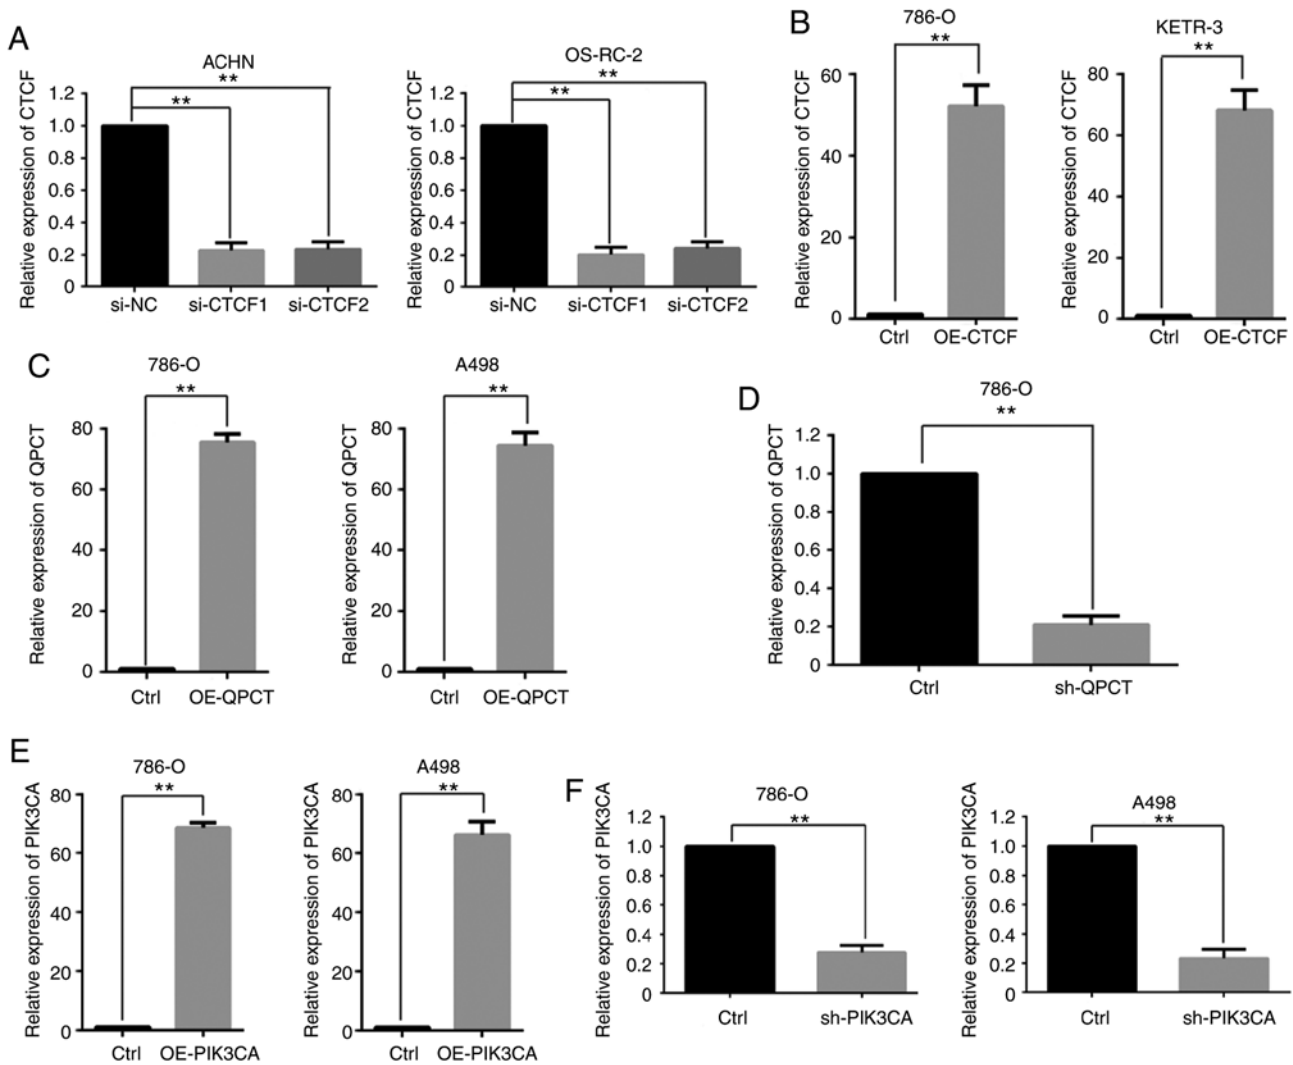 A
ACHN
**
**
Relative expression of CTCF
1.2
1.0
0.8
0.6
0.4
0.2
0
si-NC si-CTCF1 si-CTCF2
OS-RC-2
**
**
Relative expression of CTCF
1.2
1.0
0.8
0.6
0.4
0.2
0
si-NC si-CTCF1 si-CTCF2
B
786-O
**
Relative expression of CTCF
60
40
20
0
Ctrl OE-CTCF
KETR-3
**
Relative expression of CTCF
80
60
40
20
0
Ctrl OE-CTCF
C
786-O
**
Relative expression of QPCT
80
60
40
20
0
Ctrl OE-QPCT
A498
**
Relative expression of QPCT
80
60
40
20
0
Ctrl OE-QPCT
D
786-O
**
Relative expression of QPCT
1.2
1.0
0.8
0.6
0.4
0.2
0
Ctrl sh-QPCT
E
786-O
**
Relative expression of PIK3CA
80
60
40
20
0
Ctrl OE-PIK3CA
A498
**
Relative expression of PIK3CA
80
60
40
20
0
Ctrl OE-PIK3CA
F
786-O
**
Relative expression of PIK3CA
1.2
1.0
0.8
0.6
0.4
0.2
0
Ctrl sh-PIK3CA
A498
**
Relative expression of PIK3CA
1.2
1.0
0.8
0.6
0.4
0.2
0
Ctrl sh-PIK3CA